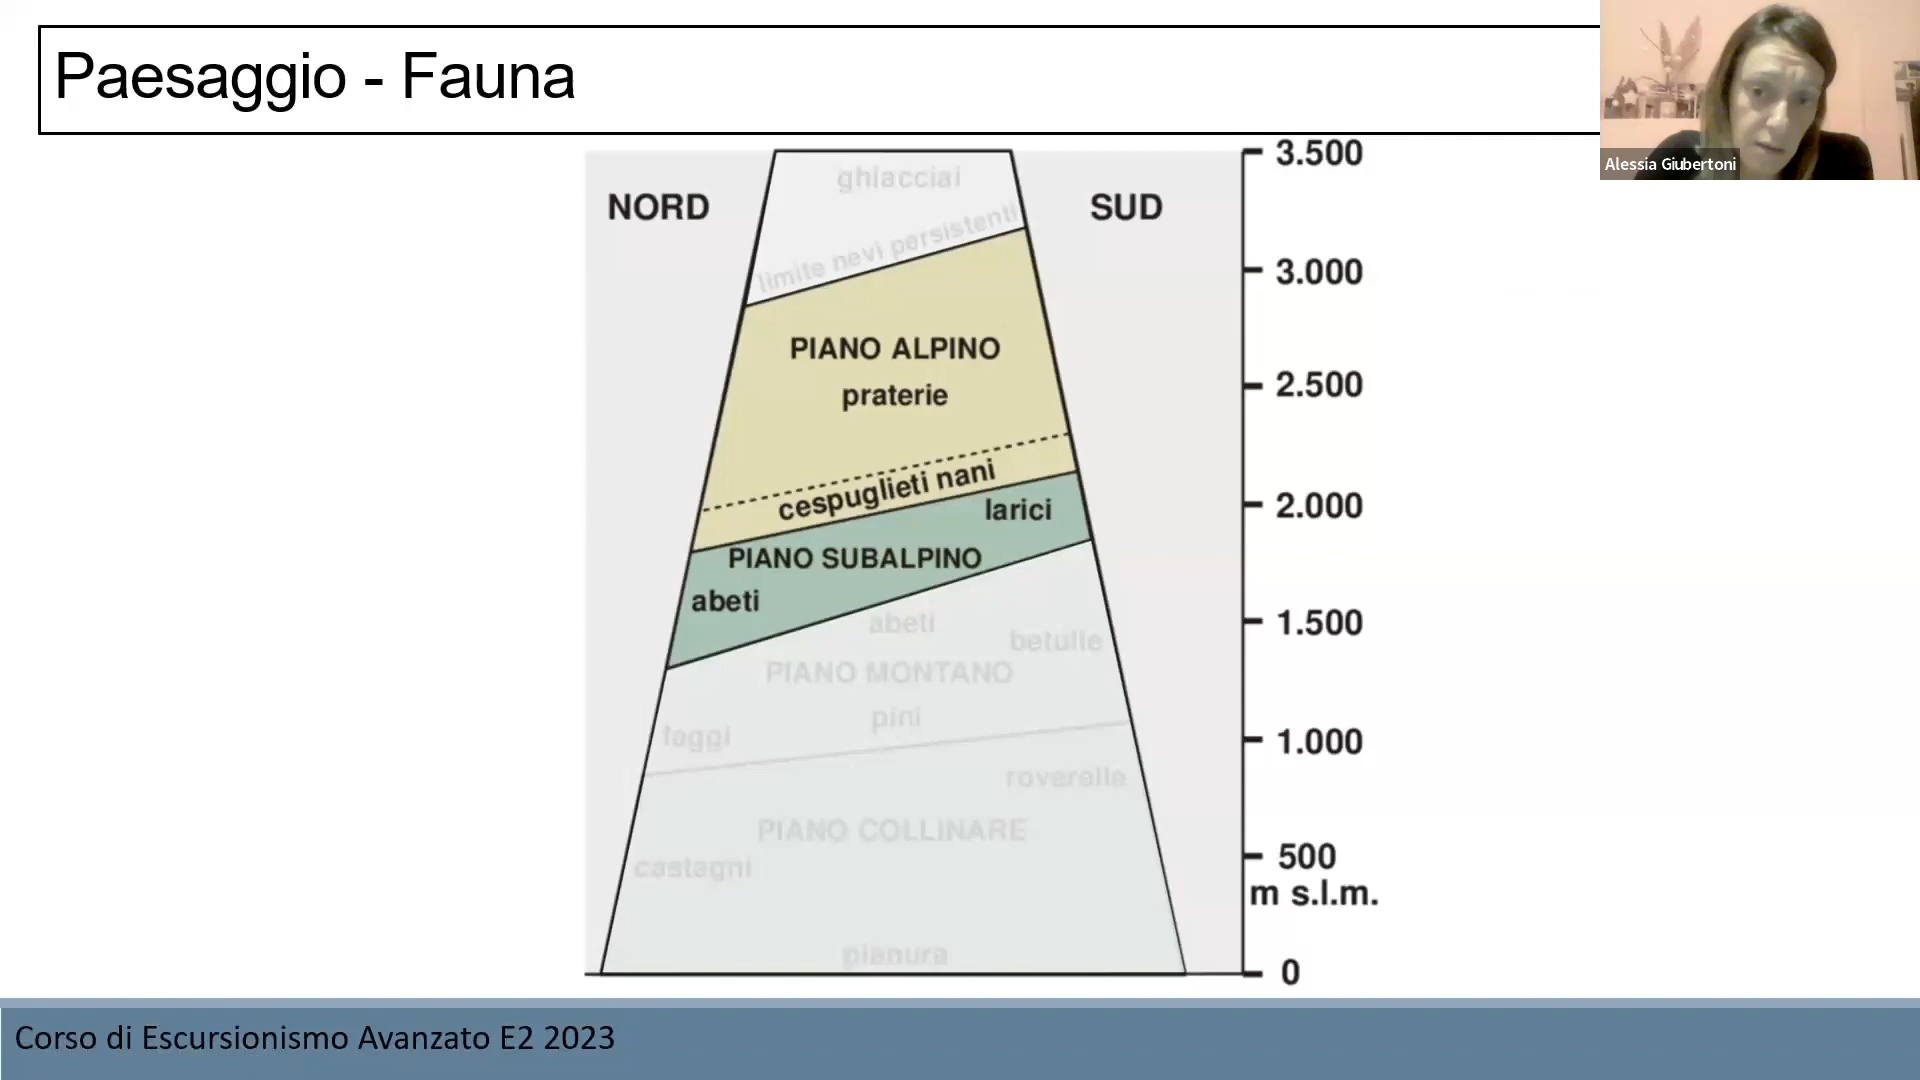 Paesaggio - Fauna
Alessia Giubertoni
NORD
SUD
ghiacciai
limite nevi persistenti
PIANO ALPINO
praterie
cespuglieti nani
larici
PIANO SUBALPINO
abeti
abeti
betulle
PIANO MONTANO
pini
faggi
roverelle
PIANO COLLINARE
castagni
pianura
3.500
3.000
2.500
2.000
1.500
1.000
500
m s.l.m.
0
Corso di Escursionismo Avanzato E2 2023